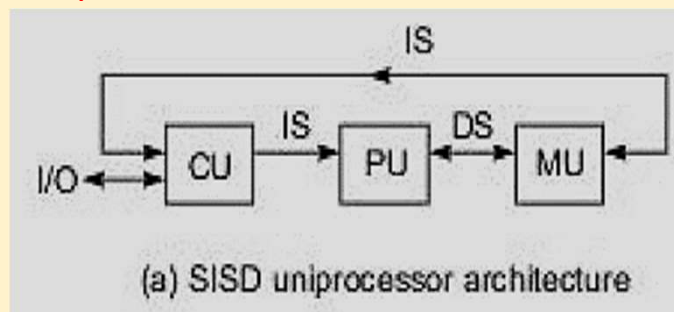 IS
IS
DS
I/O
CU
PU
MU
(a) SISD uniprocessor architecture